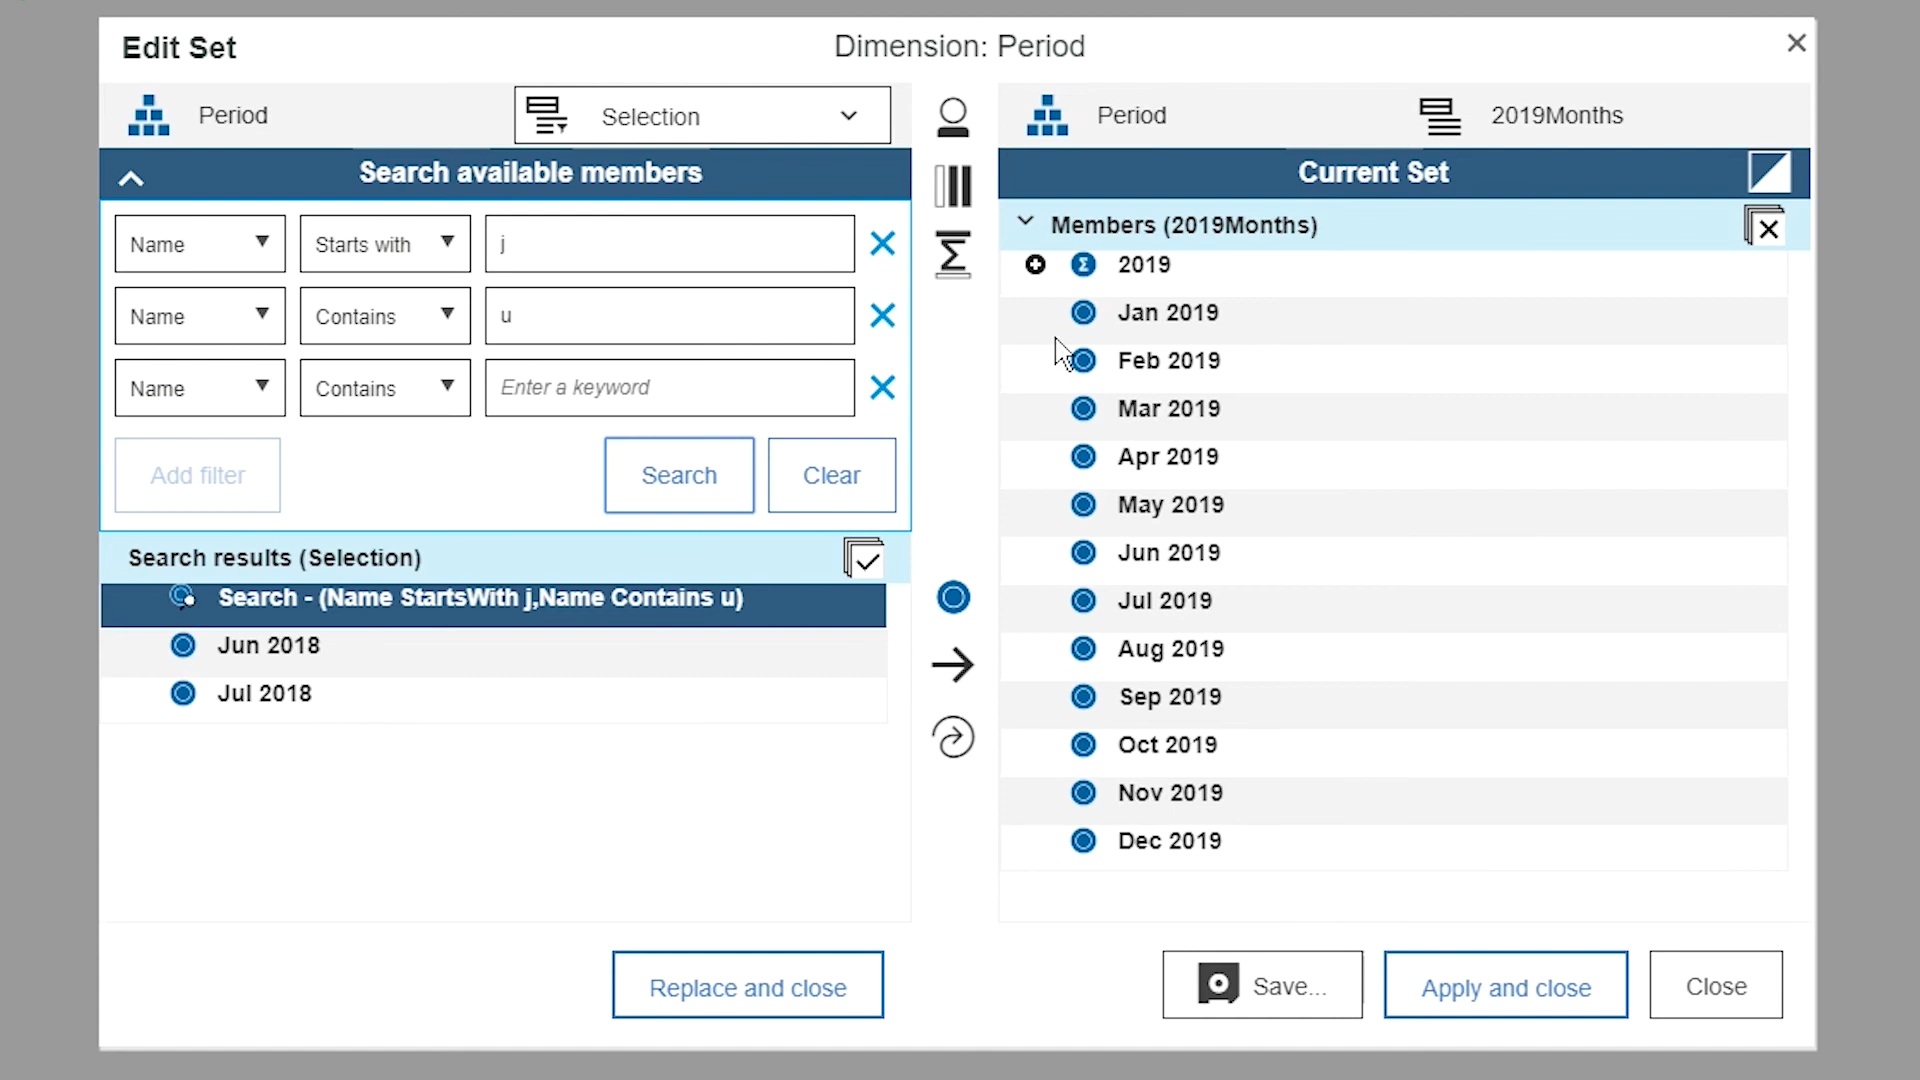 Edit Set
Dimension: Period
Period
Selection
Search available members
Name
Starts with
j
Name
Contains
u
Name
Contains
Enter a keyword
Add filter
Search
Clear
Search results (Selection)
Search - (Name StartsWith j,Name Contains u)
Jun 2018
Jul 2018
Replace and close
Period
2019Months
Current Set
Members (2019Months)
2019
Jan 2019
Feb 2019
Mar 2019
Apr 2019
May 2019
Jun 2019
Jul 2019
Aug 2019
Sep 2019
Oct 2019
Nov 2019
Dec 2019
Save...
Apply and close
Close